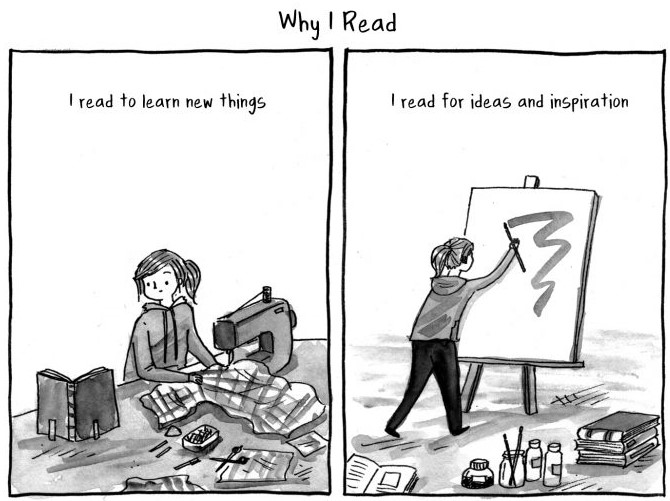 Why I Read
I read to learn new things
I read for ideas and inspiration